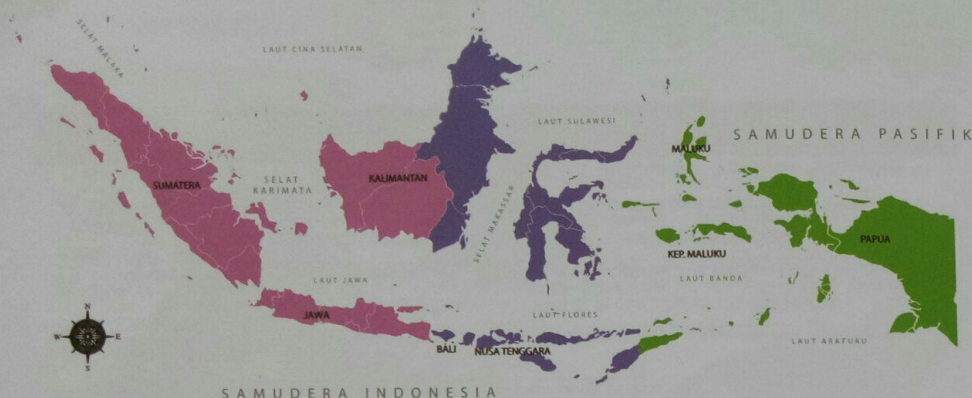 SELAT MALAKA
LAUT CINA SELATAN
LAUT SULAWESI
SAMUDERA PASIFIK
MALUKU
SUMATERA
SELAT
KARIMATA
KALIMANTAN
SELAT MAKASSAR
PAPUA
KEP. MALUKU
LAUT JAWA
LAUT BANDA
N
W
E
S
JAWA
LAUT FLORES
BALI
NUSA TENGGARA
LAUT ARAFURU
SAMUDERA INDONESIA